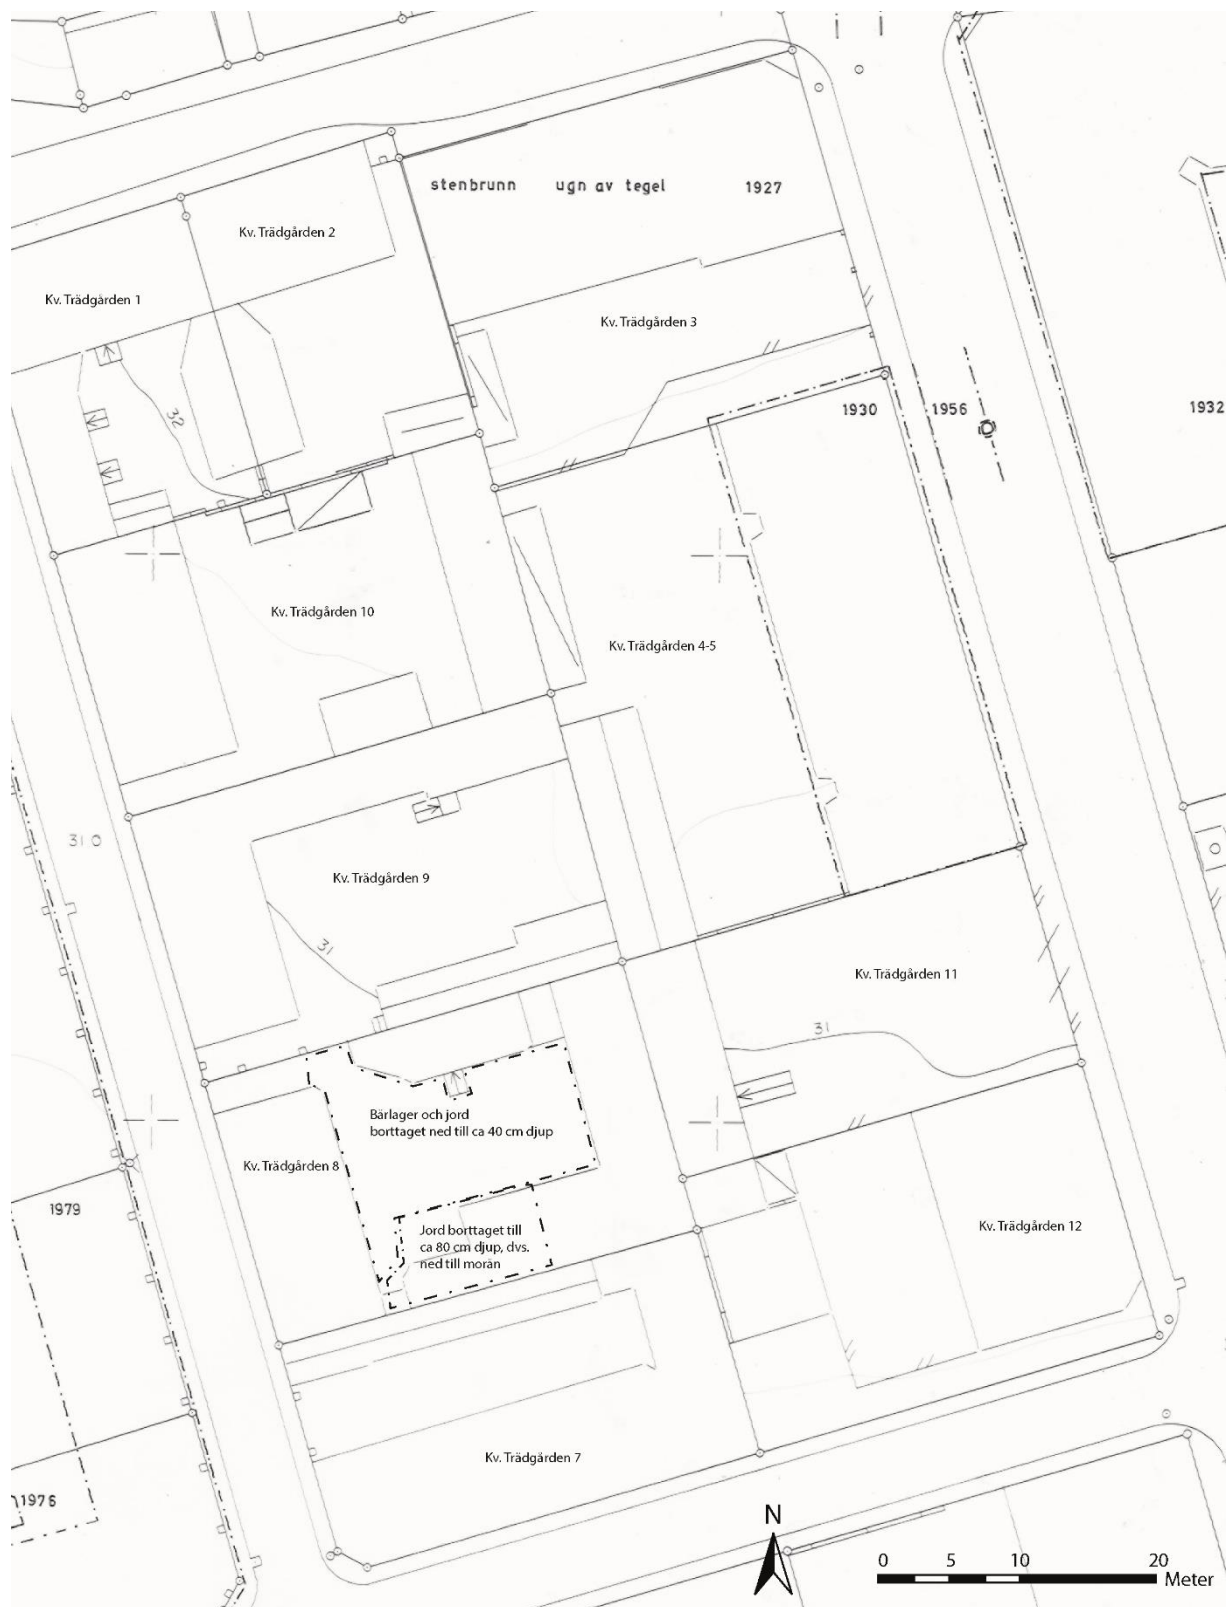 stenbrunn ugn av tegel 1927
Kv. Trädgården 2
Kv. Trädgården 1
Kv. Trädgården 3
32
1930 1956 1932
Kv. Trädgården 10
Kv. Trädgården 4-5
31 0
Kv. Trädgården 9
31
Kv. Trädgården 11
31
Bärlager och jord
borttaget ned till ca 40 cm djup
Kv. Trädgården 8
1979
Jord borttaget till
ca 80 cm djup, dvs.
ned till morän
Kv. Trädgården 12
Kv. Trädgården 7
1976
N
0 5 10 20
Meter